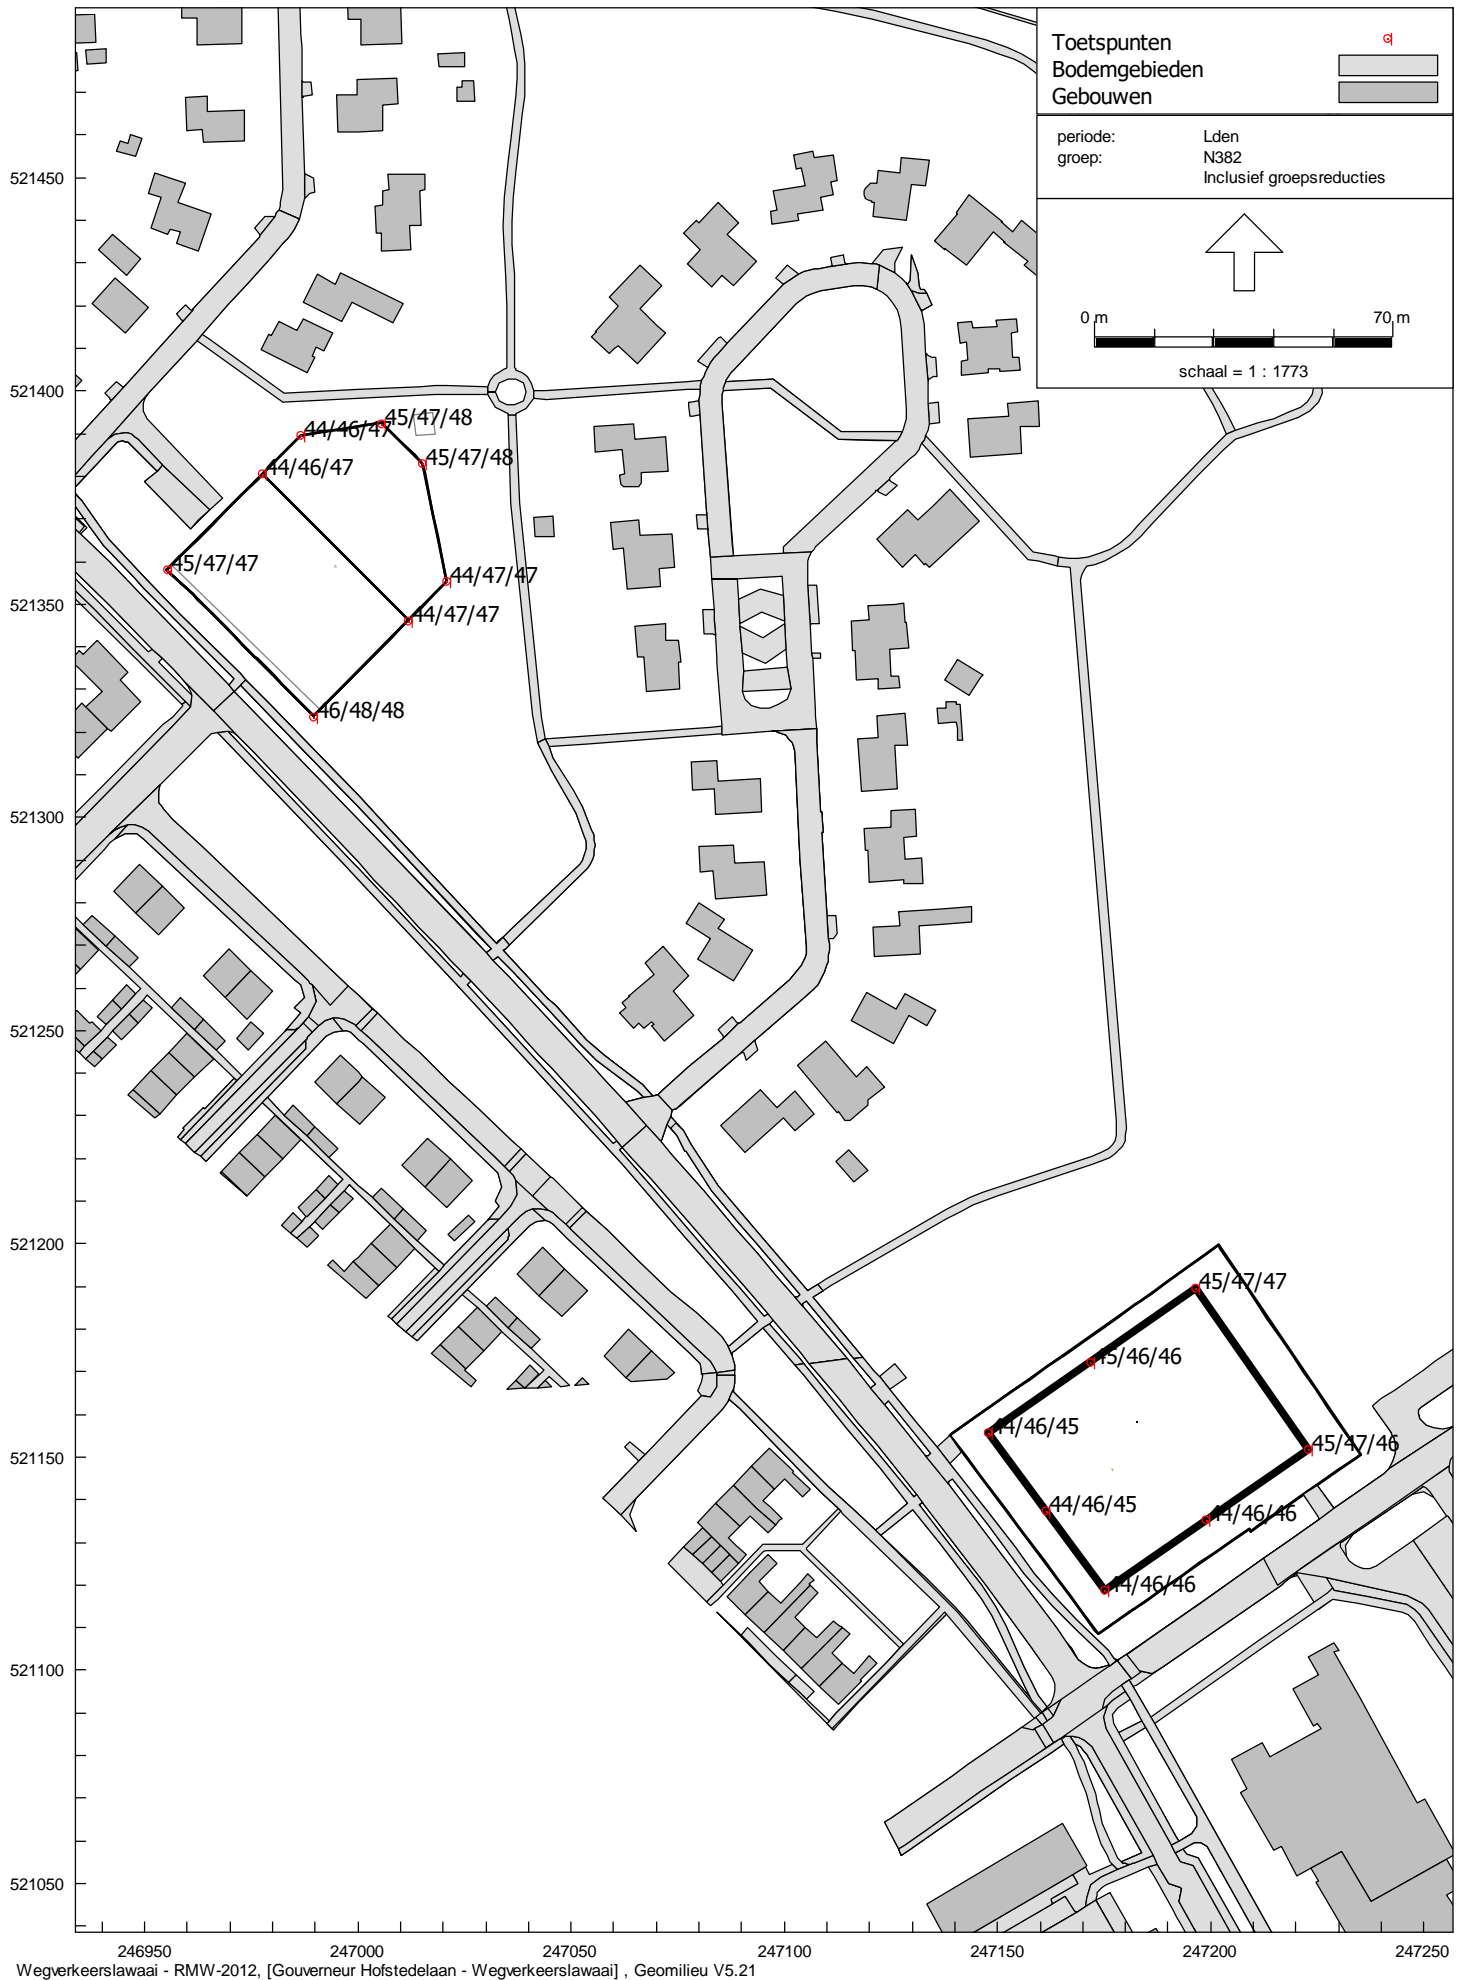 Toetspunten
Bodemgebieden
Gebouwen
periode: Lden
groep: N382
Inclusief groepsreducties
0 m 70 m
schaal = 1 : 1773
521450
521400
521350
521300
521250
521200
521150
521100
521050
45/47/48
44/46/47
45/47/48
44/46/47
45/47/47
44/47/47
44/47/47
46/48/48
45/47/47
45/46/46
44/46/45
45/47/46
44/46/45
44/46/46
44/46/46
246950 247000 247050 247100 247150 247200 247250
Wegverkeerslawaai - RMW-2012, [Gouverneur Hofstedelaan - Wegverkeerslawaai] , Geomilieu V5.21